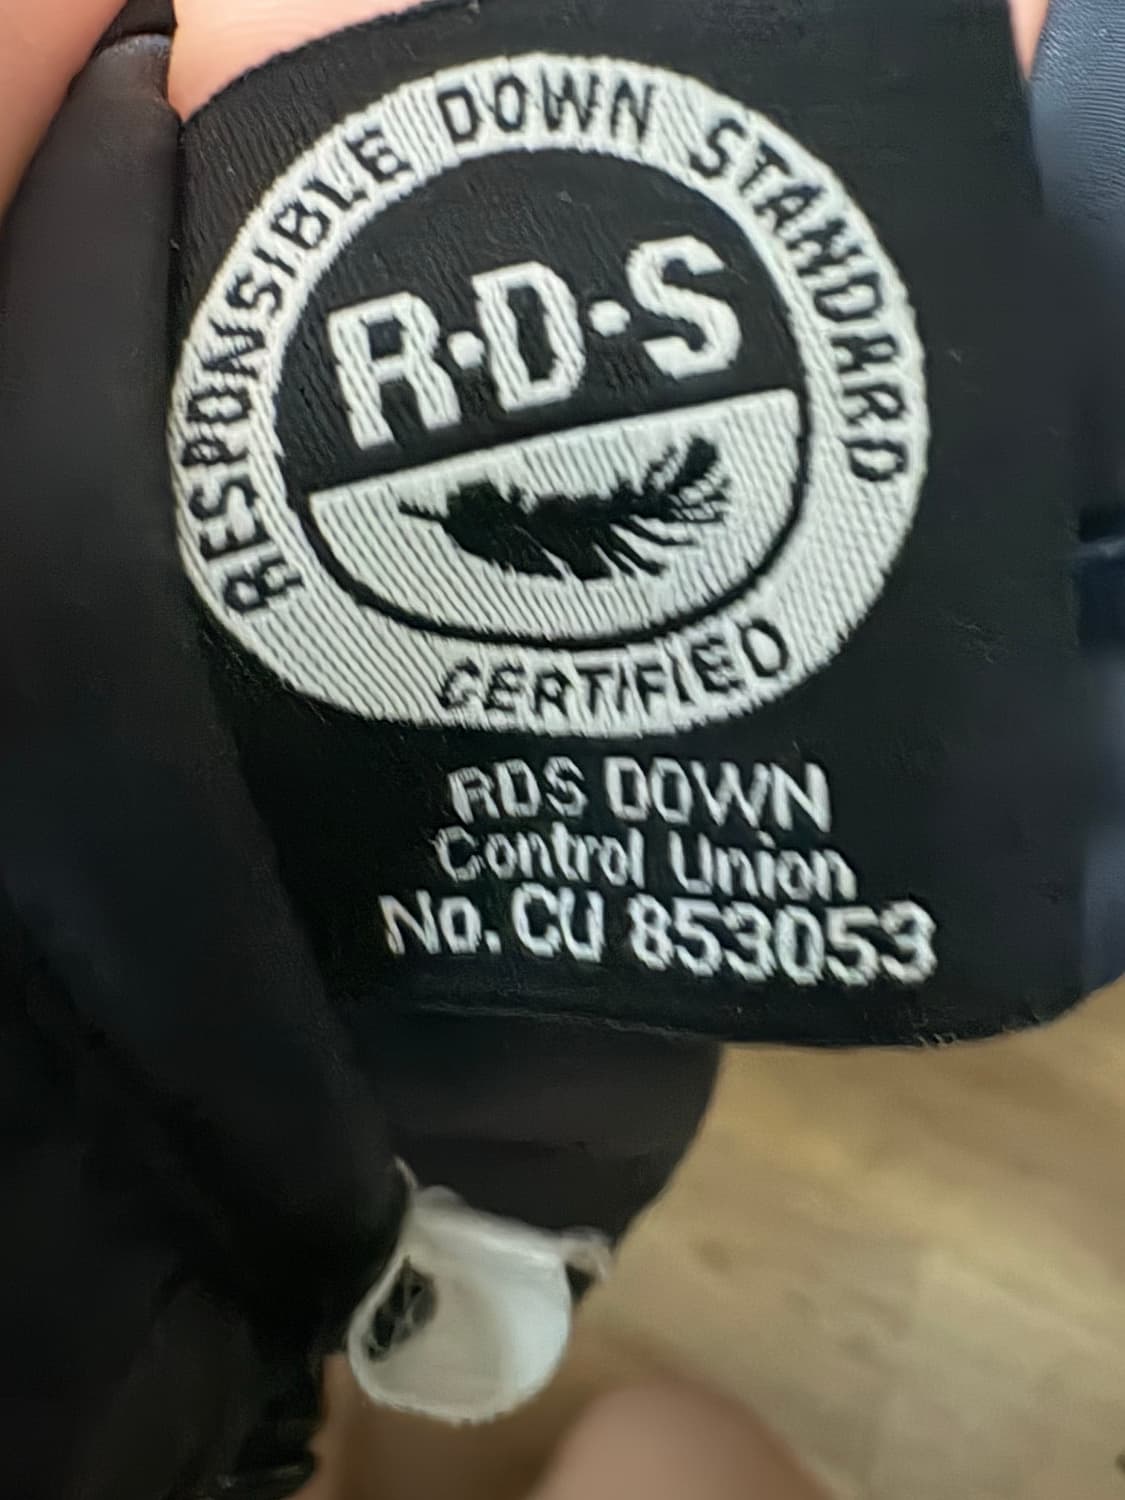 RESPONSIBLE DOWN STANDARD
R·D·S
CERTIFIED
RDS DOWN
Control Union
No. CU 853053